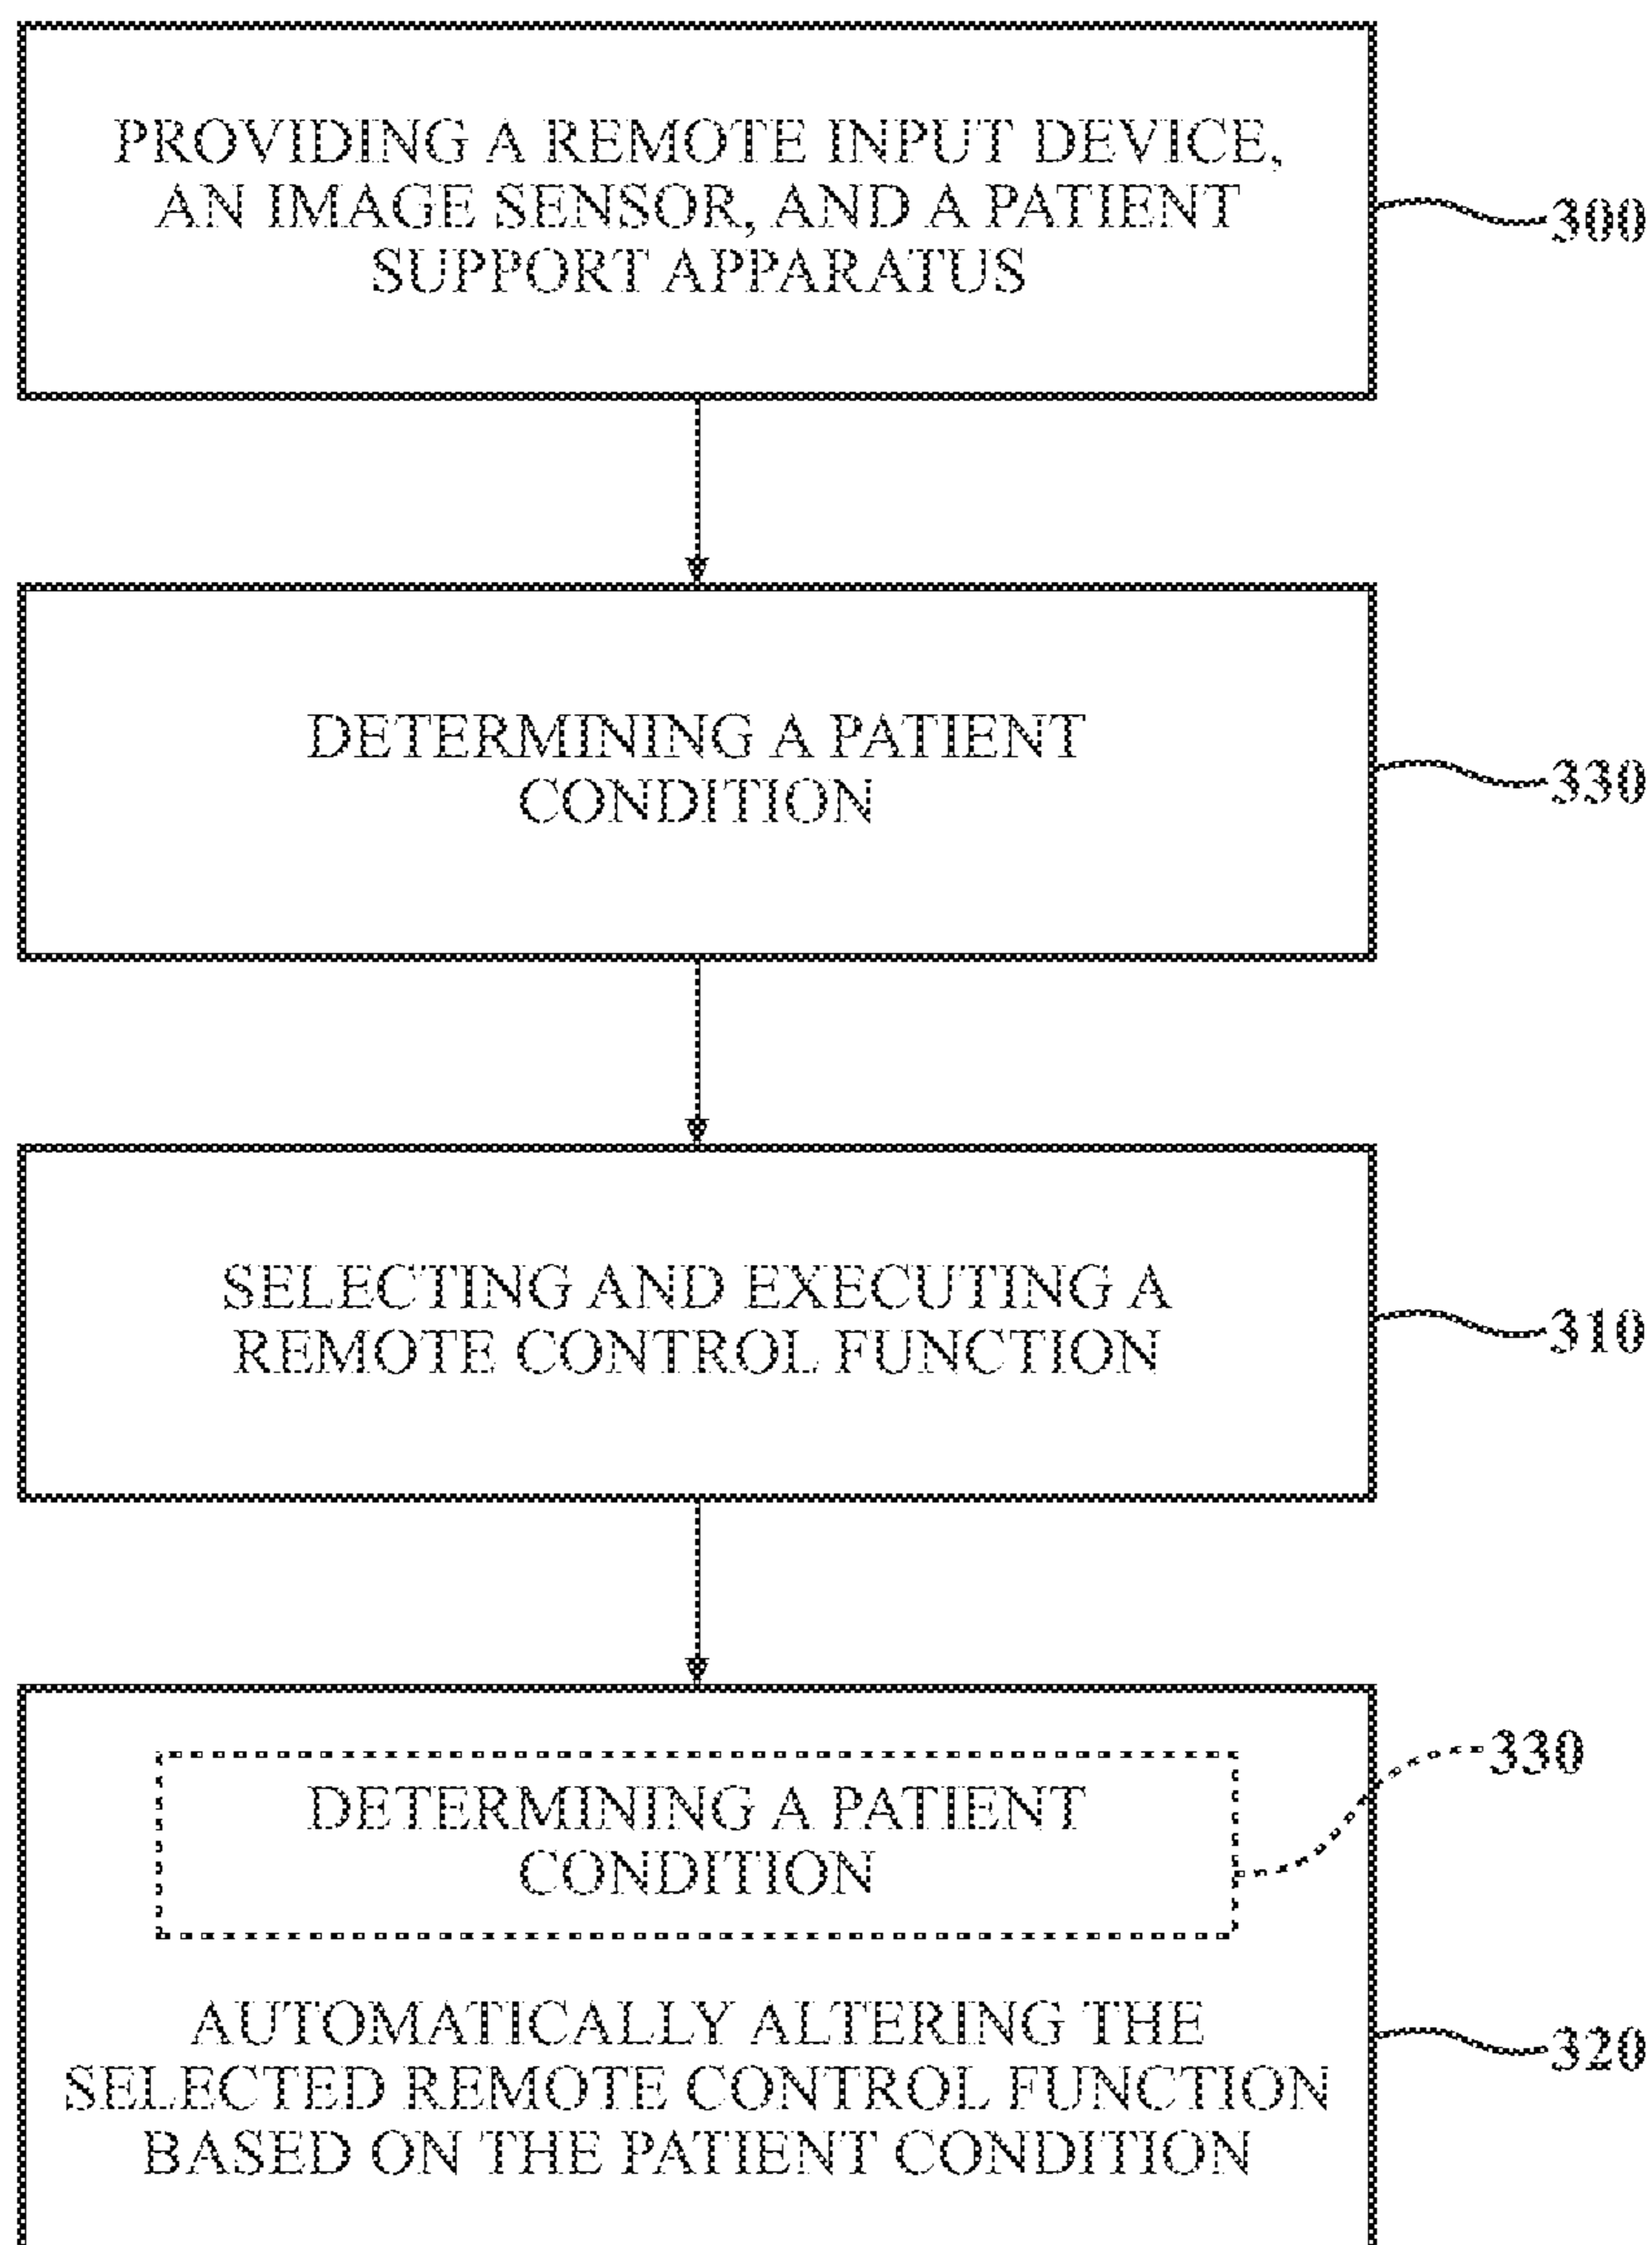 PROVIDING A REMOTE INPUT DEVICE,
AN IMAGE SENSOR, AND A PATIENT
SUPPORT APPARATUS
300
DETERMINING A PATIENT
CONDITION
330
SELECTING AND EXECUTING A
REMOTE CONTROL FUNCTION
310
DETERMINING A PATIENT
CONDITION
330
AUTOMATICALLY ALTERING THE
SELECTED REMOTE CONTROL FUNCTION
BASED ON THE PATIENT CONDITION
320